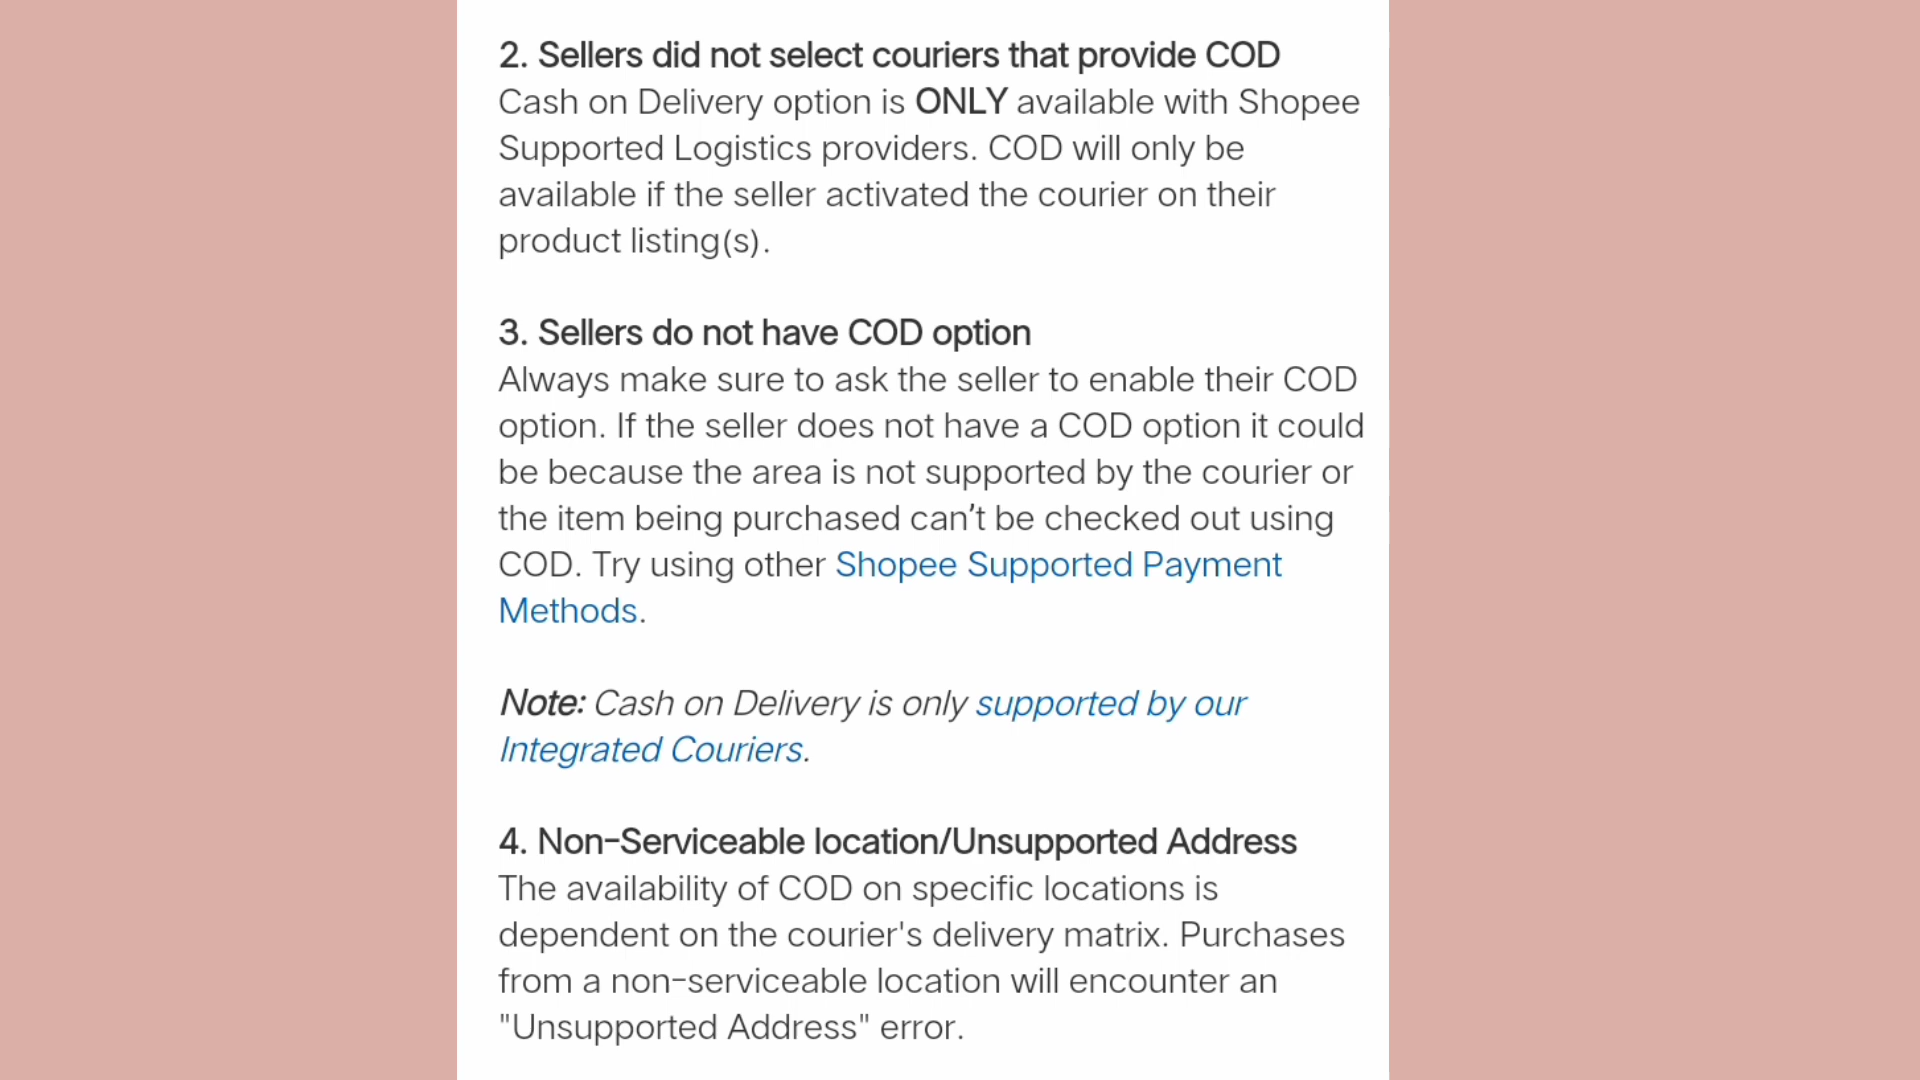 2. Sellers did not select couriers that provide COD
Cash on Delivery option is ONLY available with Shopee
Supported Logistics providers. COD will only be
available if the seller activated the courier on their
product listing(s).
3. Sellers do not have COD option
Always make sure to ask the seller to enable their COD
option. If the seller does not have a COD option it could
be because the area is not supported by the courier or
the item being purchased can’t be checked out using
COD. Try using other Shopee Supported Payment
Methods.
Note: Cash on Delivery is only supported by our
Integrated Couriers.
4. Non-Serviceable location/Unsupported Address
The availability of COD on specific locations is
dependent on the courier's delivery matrix. Purchases
from a non-serviceable location will encounter an
"Unsupported Address" error.